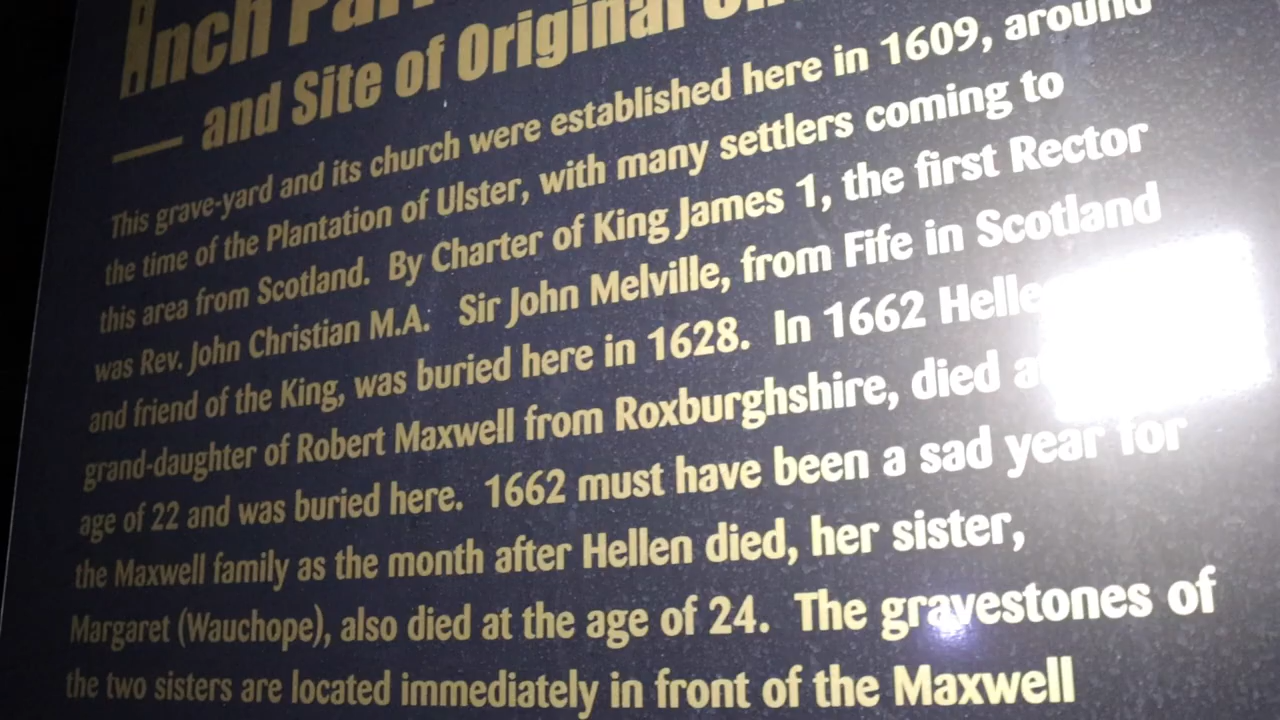 Inch
— and Site of Original
This grave-yard and its church were established here in 1609, around
the time of the Plantation of Ulster, with many settlers coming to
this area from Scotland. By Charter of King James 1, the first Rector
was Rev. John Christian M.A. Sir John Melville, from Fife in Scotland
and friend of the King, was buried here in 1628. In 1662
grand-daughter of Robert Maxwell from Roxburghshire, died
age of 22 and was buried here. 1662 must have been a sad year for
the Maxwell family as the month after Hellen died, her sister,
Margaret (Wauchope), also died at the age of 24. The gravestones of
the two sisters are located immediately in front of the Maxwell